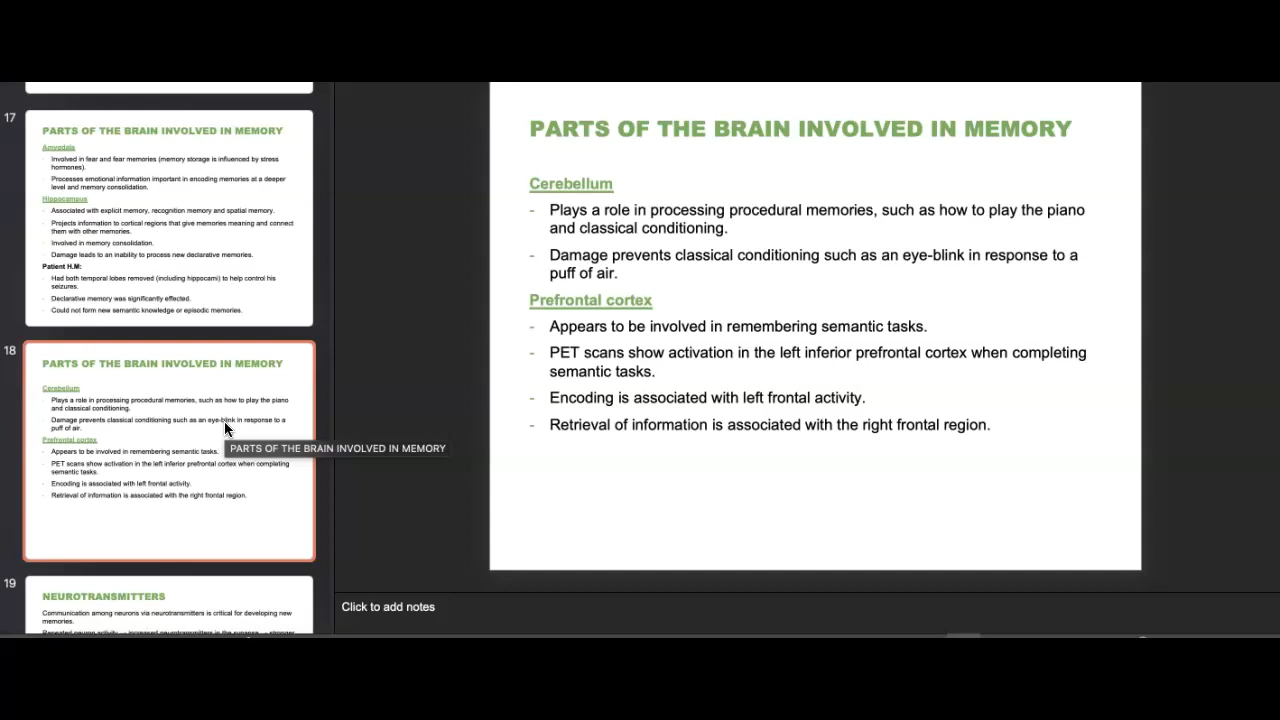 17
PARTS OF THE BRAIN INVOLVED IN MEMORY
Amygdala
Involved in fear and fear memories (memory storage is influenced by stress
hormones).
Processes emotional information important in encoding memories at a deeper
level and memory consolidation.
Hippocampus
Associated with explicit memory, recognition memory and spatial memory.
Projects information to cortical regions that give memories meaning and connect
them with other memories.
Involved in memory consolidation.
Damage leads to an inability to process new declarative memories.
Patient H.M:
Had both temporal lobes removed (including hippocami) to help control his
seizures.
Declarative memory was significantly effected.
Could not form new semantic knowledge or episodic memories.
18
PARTS OF THE BRAIN INVOLVED IN MEMORY
Cerebellum
Plays a role in processing procedural memories, such as how to play the piano
and classical conditioning.
Damage prevents classical conditioning such as an eye-blink in response to a
puff of air.
Prefrontal cortex
Appears to be involved in remembering semantic tasks.
PET scans show activation in the left inferior prefrontal cortex when completing
semantic tasks.
Encoding is associated with left frontal activity.
Retrieval of information is associated with the right frontal region.
PARTS OF THE BRAIN INVOLVED IN MEMORY
19
NEUROTRANSMITTERS
Communication among neurons via neurotransmitters is critical for developing new
memories.
Repeated neuron activity → increased neurotransmitters in the synapse → stronger
PARTS OF THE BRAIN INVOLVED IN MEMORY
Cerebellum
- Plays a role in processing procedural memories, such as how to play the piano
and classical conditioning.
- Damage prevents classical conditioning such as an eye-blink in response to a
puff of air.
Prefrontal cortex
- Appears to be involved in remembering semantic tasks.
- PET scans show activation in the left inferior prefrontal cortex when completing
semantic tasks.
- Encoding is associated with left frontal activity.
- Retrieval of information is associated with the right frontal region.
Click to add notes